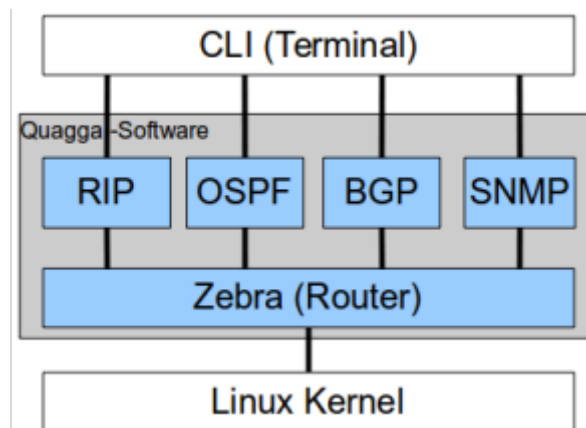 CLI (Terminal)
Quagga-Software
RIP OSPF BGP SNMP
Zebra (Router)
Linux Kernel